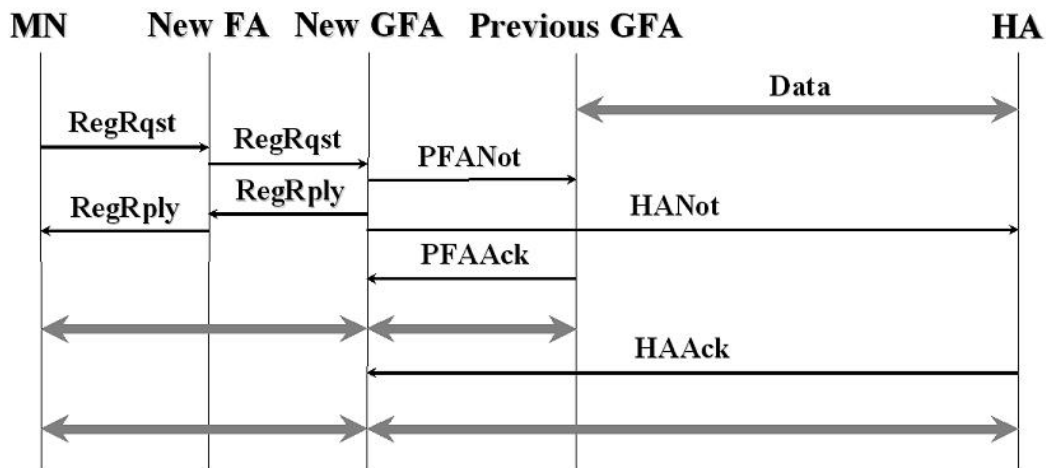 MN New FA New GFA Previous GFA HA
Data
RegRqst
RegRqst
PFANot
RegRply
RegRply
HANot
PFAAck
HAAck